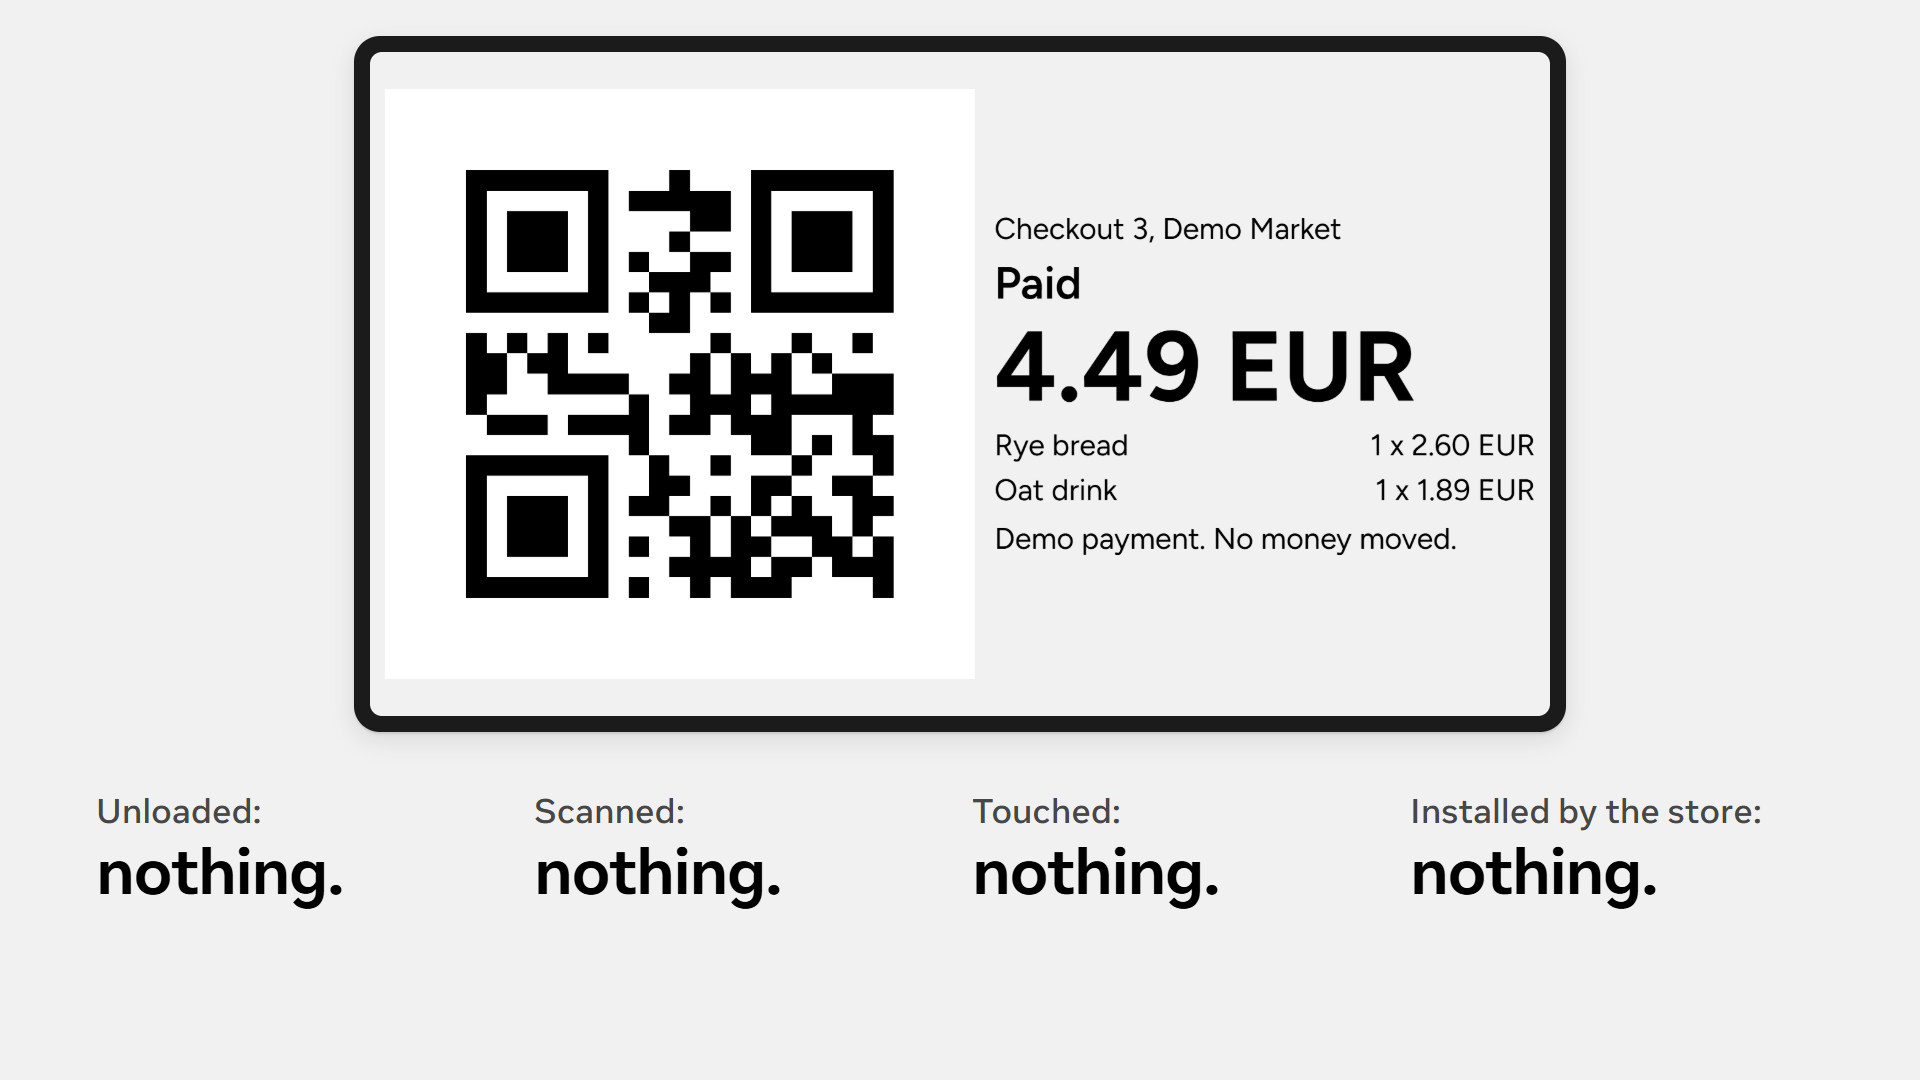 Checkout 3, Demo Market
Paid
4.49 EUR
Rye bread 1 x 2.60 EUR
Oat drink 1 x 1.89 EUR
Demo payment. No money moved.
Unloaded: Scanned: Touched: Installed by the store:
nothing. nothing. nothing. nothing.